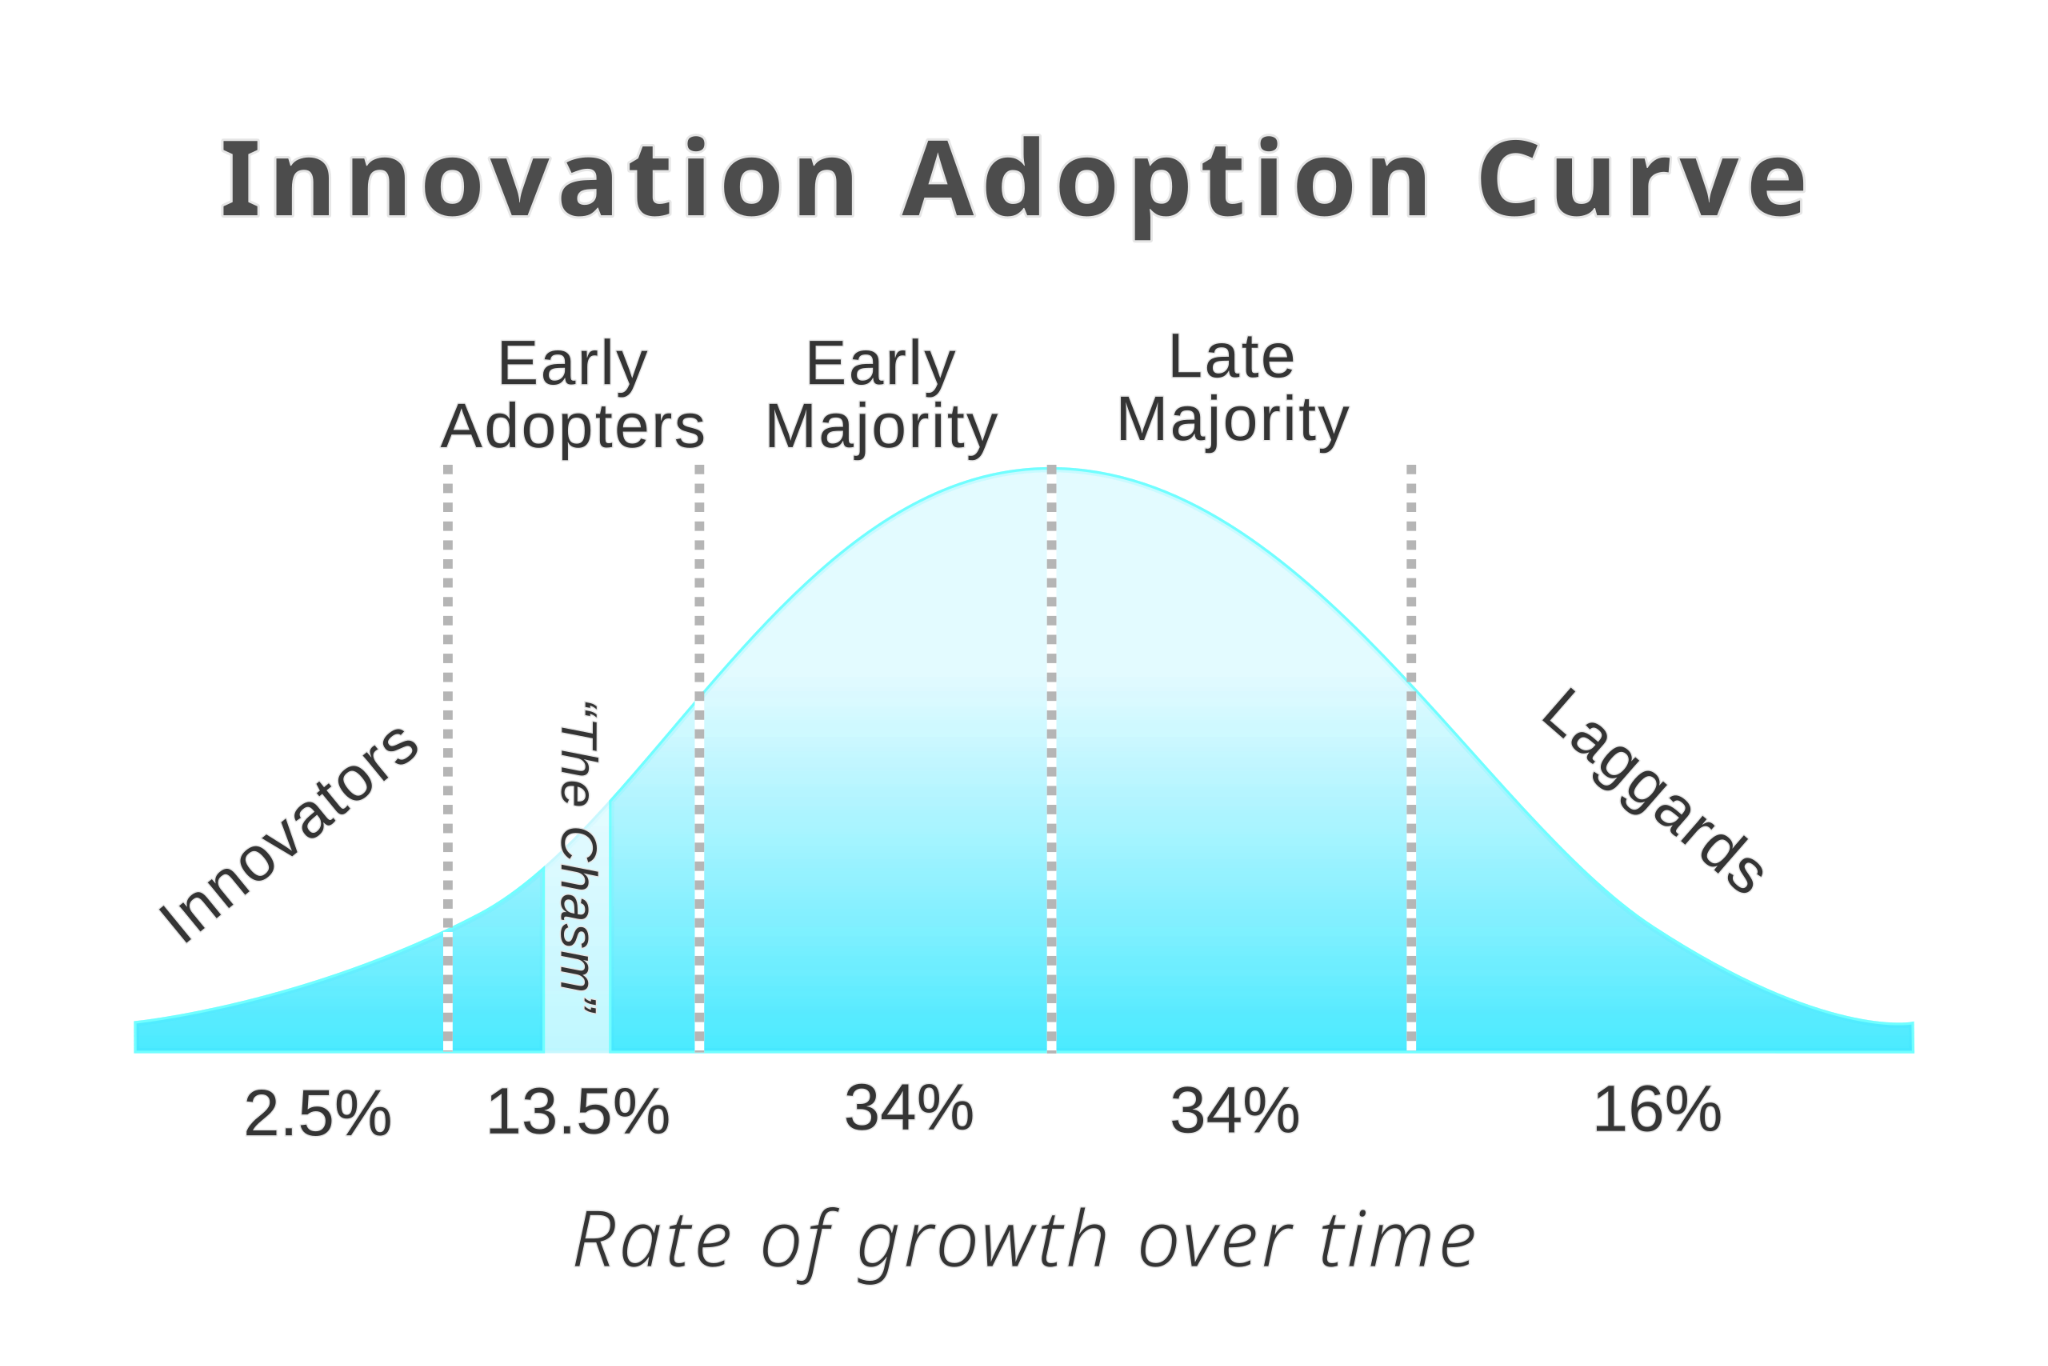 Innovation Adoption Curve
Early
Adopters
Early
Majority
Late
Majority
Innovators
“The Chasm”
Laggards
2.5%
13.5%
34%
34%
16%
Rate of growth over time